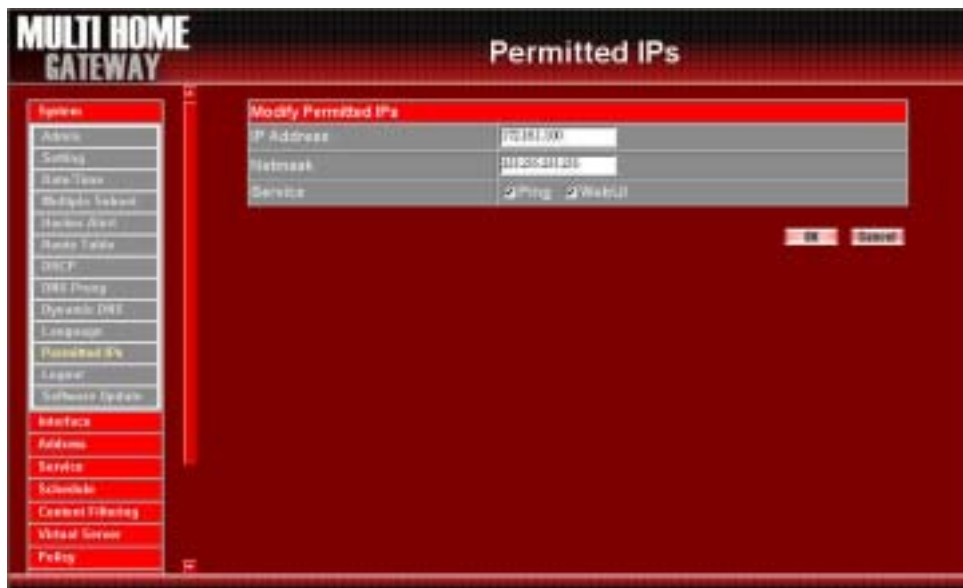 MULTI HOME
GATEWAY
Permitted IPs
System
Admin
Setting
Date/Time
Multiple Subnet
Hacker Alert
Route Table
DHCP
DNS Proxy
Dynamic DNS
Language
Permitted IPs
Logout
Software Update
Interface
Address
Service
Schedule
Content Filtering
Virtual Server
Policy
Modify Permitted IPs
IP Address
Netmask
Service
Ping WebUI
OK Cancel